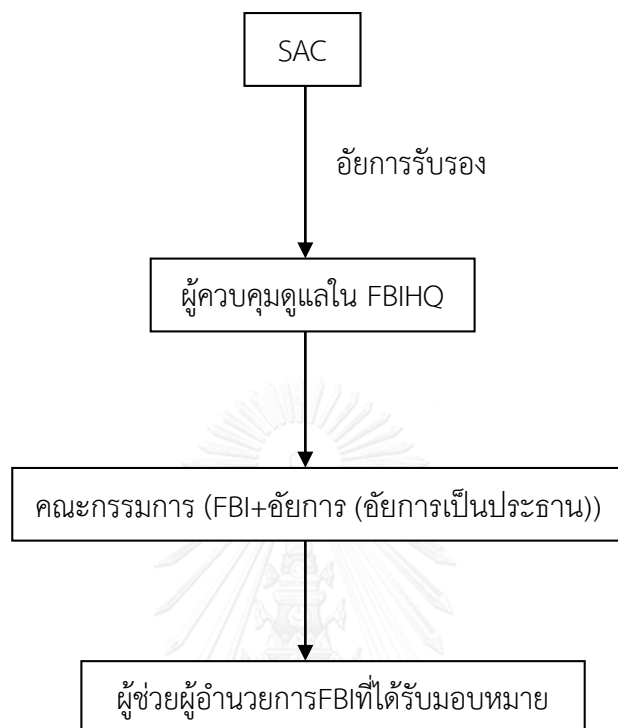 SAC
อัยการรับรอง
ผู้ควบคุมดูแลใน FBIHQ
คณะกรรมการ (FBI+อัยการ (อัยการเป็นประธาน))
ผู้ช่วยผู้อำนวยการFBIที่ได้รับมอบหมาย